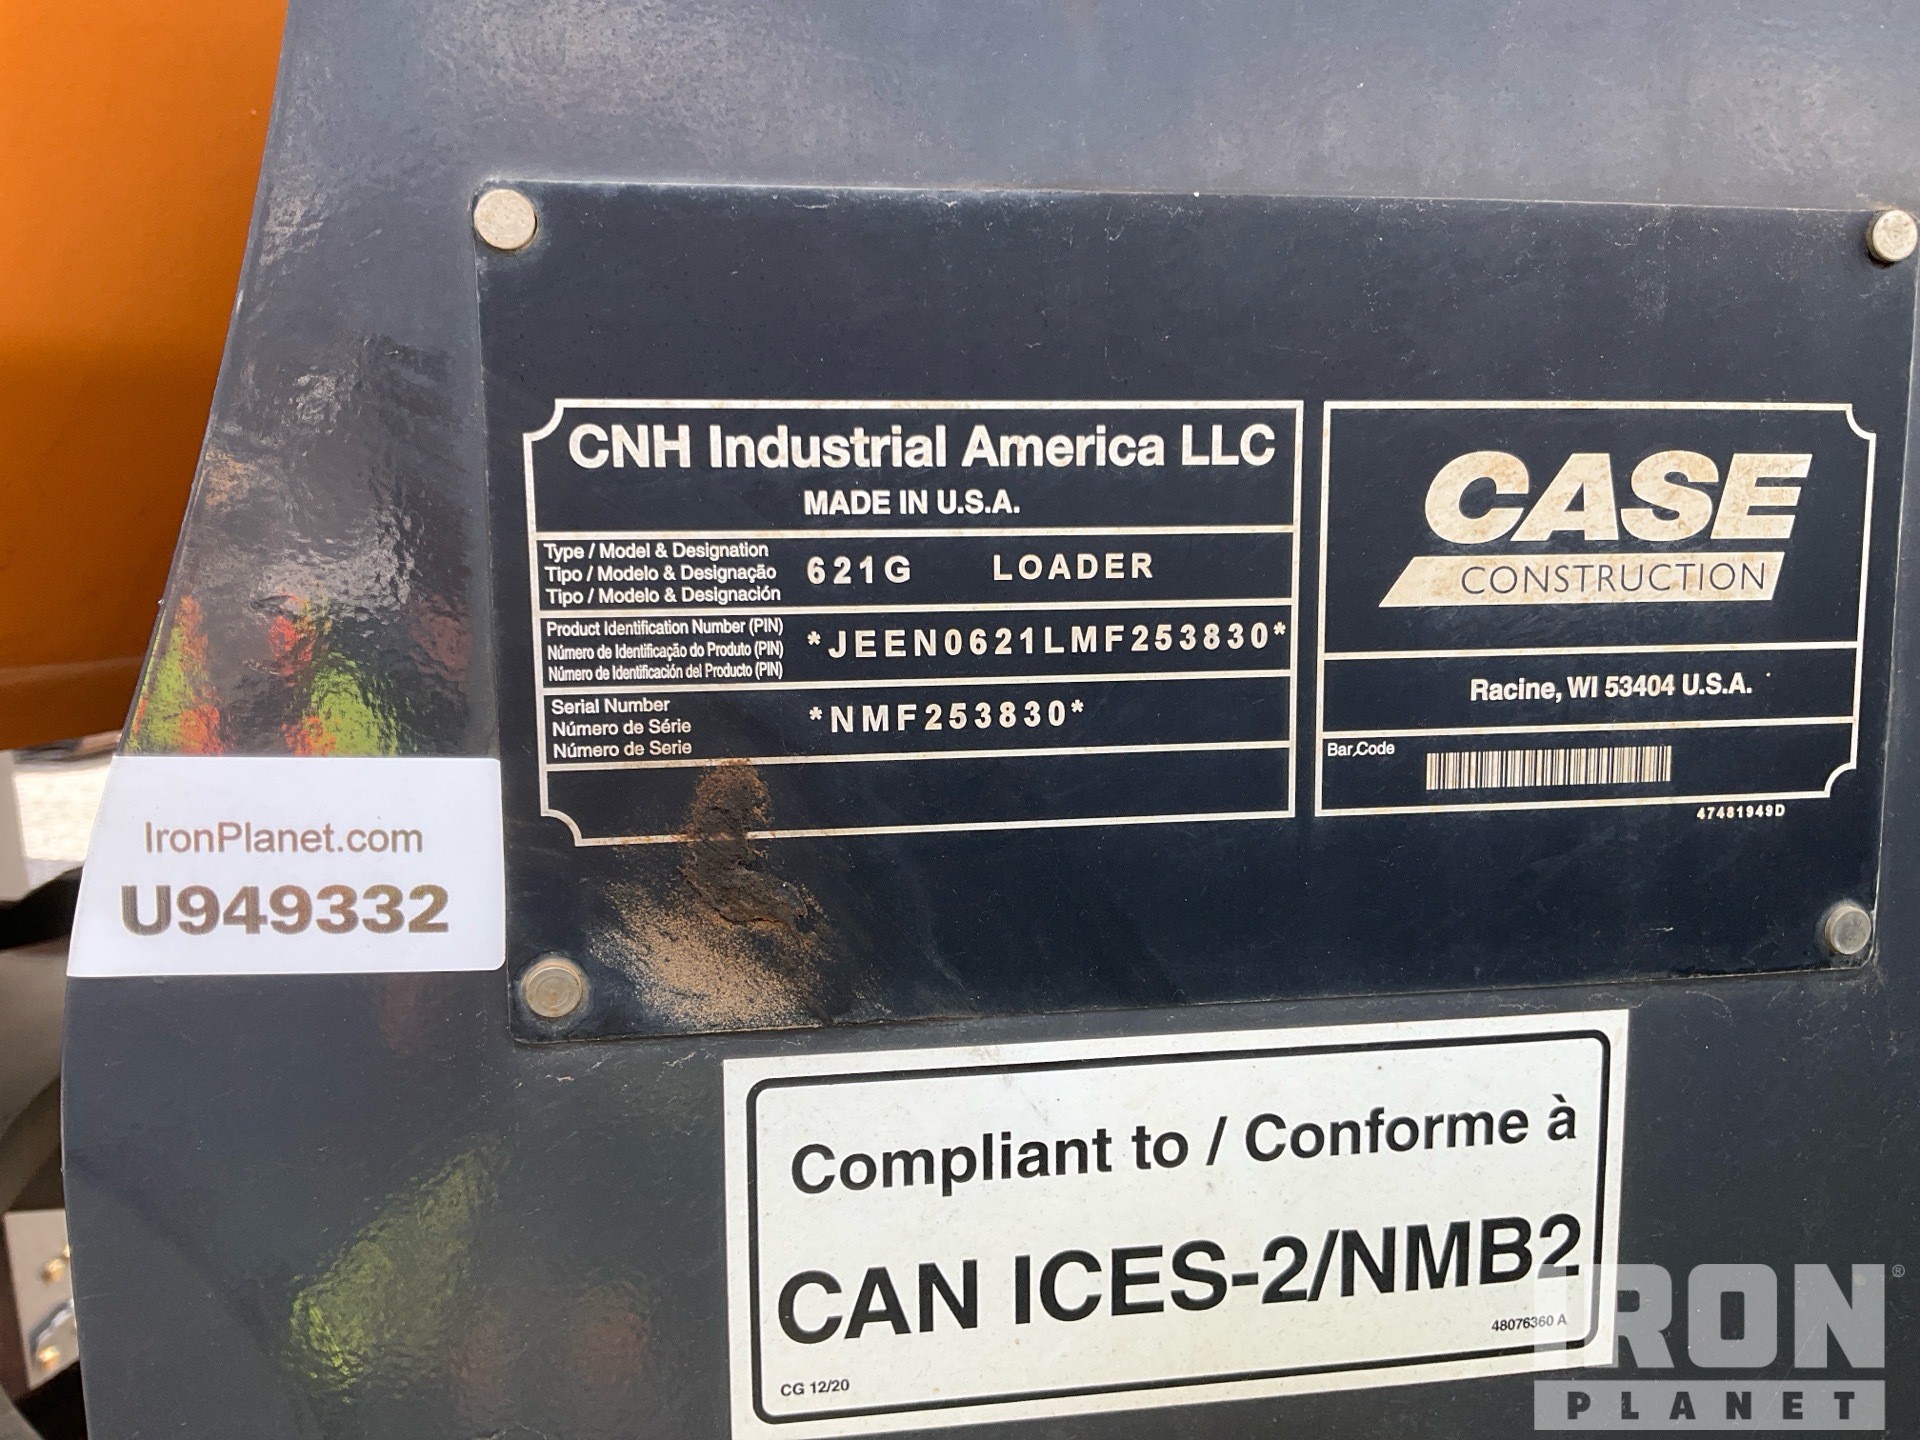 CNH Industrial America LLC
MADE IN U.S.A.
Type / Model & Designation
Tipo / Modelo & Designação
Tipo / Modelo & Designación
621G LOADER
Product Identification Number (PIN)
Número de Identificação do Produto (PIN)
Número de Identificación del Producto (PIN)
*JEEN0621LMF253830*
Serial Number
Número de Série
Número de Serie
*NMF253830*
CASE
CONSTRUCTION
Racine, WI 53404 U.S.A.
Bar Code
47481949D
IronPlanet.com
U949332
Compliant to / Conforme à
CAN ICES-2/NMB2
48076360 A
CG 12/20
IRON ®
PLANET